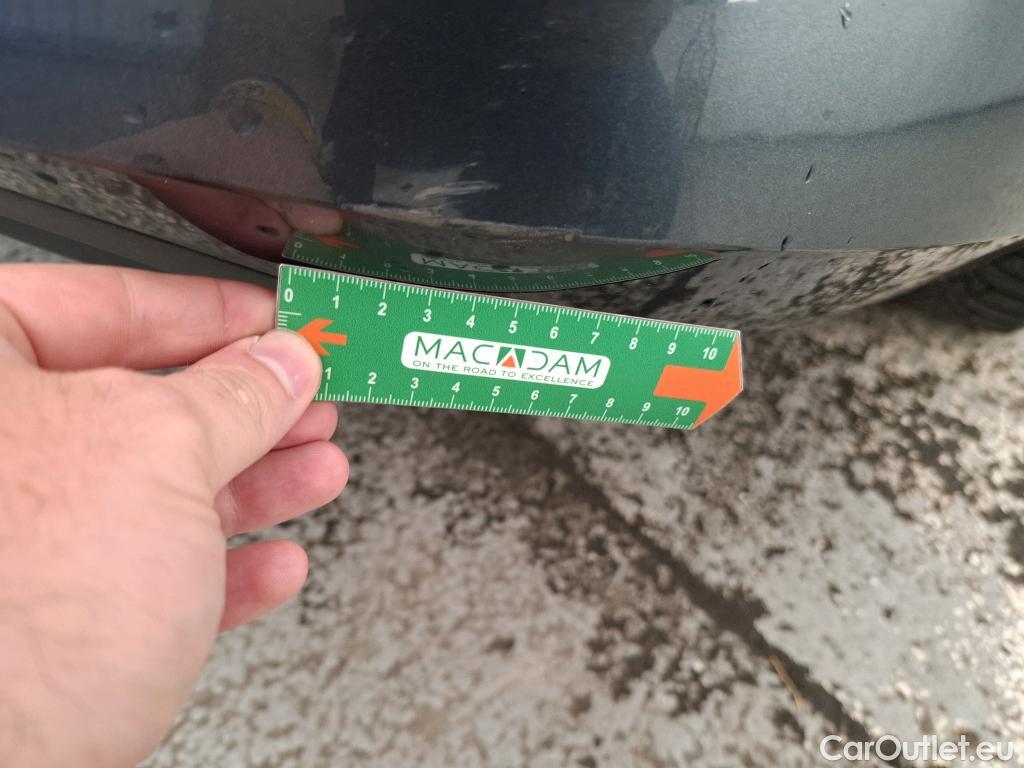 0 1 2 3 4 5 6 7 8 9 10
MACADAM
ON THE ROAD TO EXCELLENCE
1 2 3 4 5 6 7 8 9 10
CarOutlet.eu